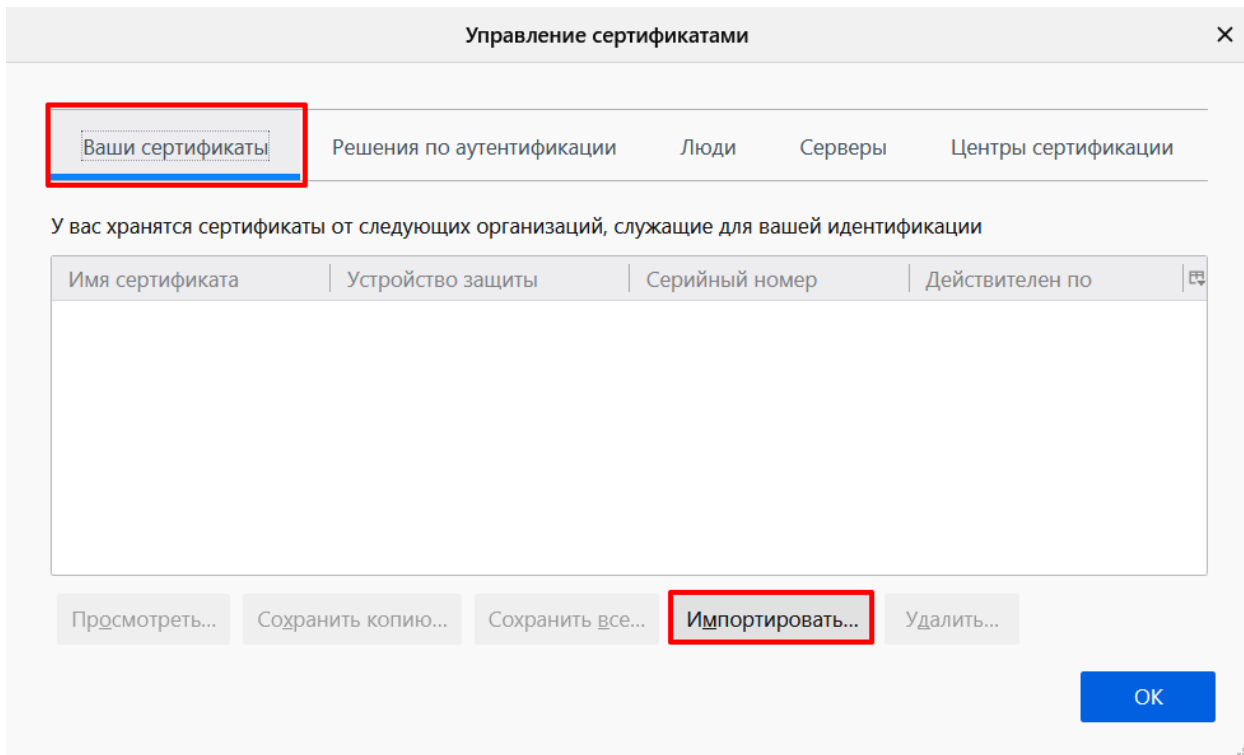 Управление сертификатами
Ваши сертификаты Решения по аутентификации Люди Серверы Центры сертификации
У вас хранятся сертификаты от следующих организаций, служащие для вашей идентификации
Имя сертификата Устройство защиты Серийный номер Действителен по
Просмотреть... Сохранить копию... Сохранить все... Импортировать... Удалить...
ОК